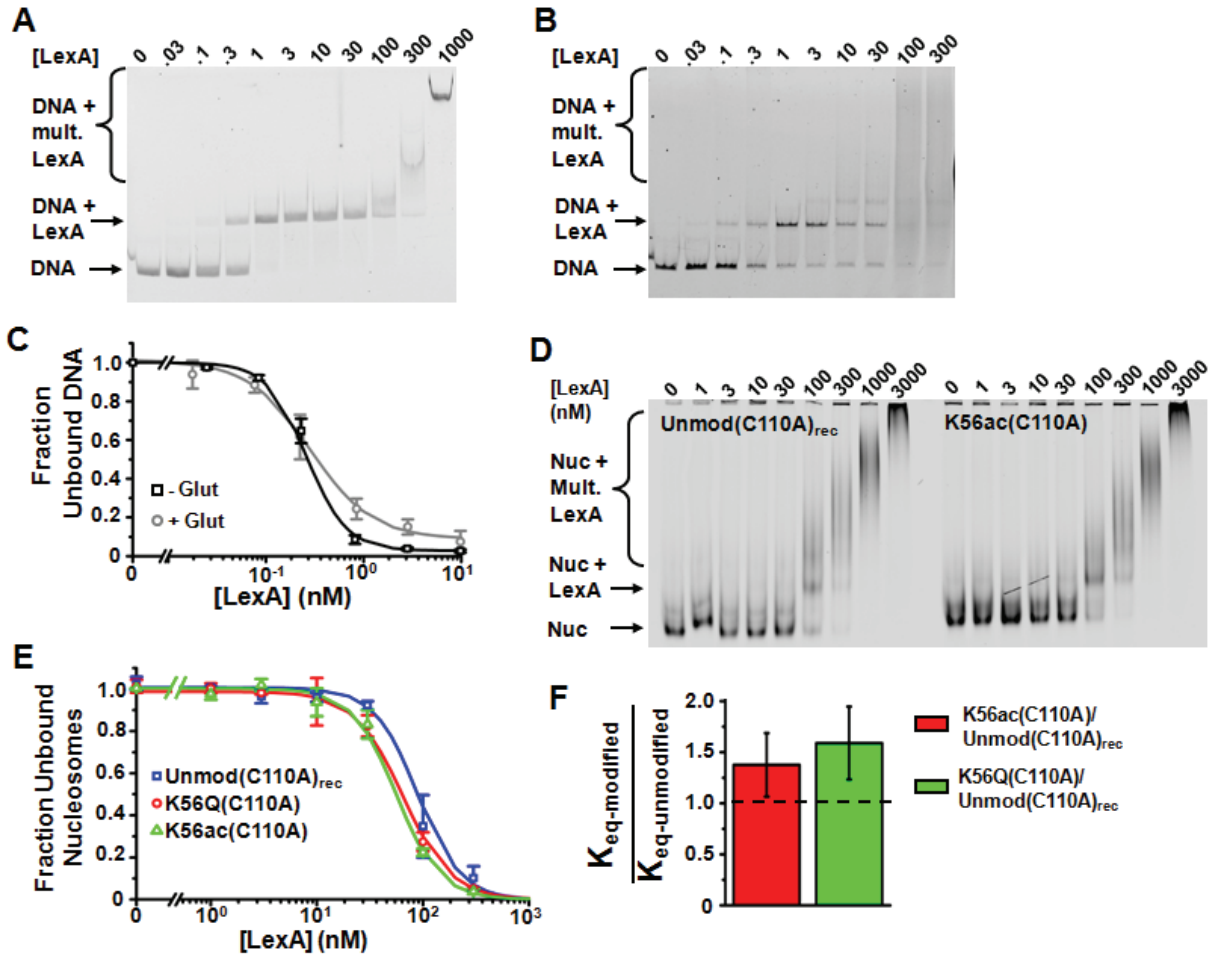 A
[LexA] 0 .03 .1 .3 1 3 10 30 100 300 1000
DNA +
mult.
LexA
DNA +
LexA
DNA
B
[LexA] 0 .03 .1 .3 1 3 10 30 100 300
DNA +
mult.
LexA
DNA +
LexA
DNA
C
Fraction
Unbound DNA
1.0
0.8
0.6
0.4
0.2
0
- Glut
+ Glut
0 10⁻¹ 10⁰ 10¹
[LexA] (nM)
D
[LexA]
(nM)
0 1 3 10 30 100 300 1000 3000 0 1 3 10 30 100 300 1000 3000
Unmod(C110A)rec K56ac(C110A)
Nuc +
Mult.
LexA
Nuc +
LexA
Nuc
E
Fraction Unbound
Nucleosomes
1.0
0.8
0.6
0.4
0.2
0
Unmod(C110A)rec
K56Q(C110A)
K56ac(C110A)
0 10⁰ 10¹ 10² 10³
[LexA] (nM)
F
Keq-modified
Keq-unmodified
2.0
1.5
1.0
0.5
0
K56ac(C110A)/
Unmod(C110A)rec
K56Q(C110A)/
Unmod(C110A)rec